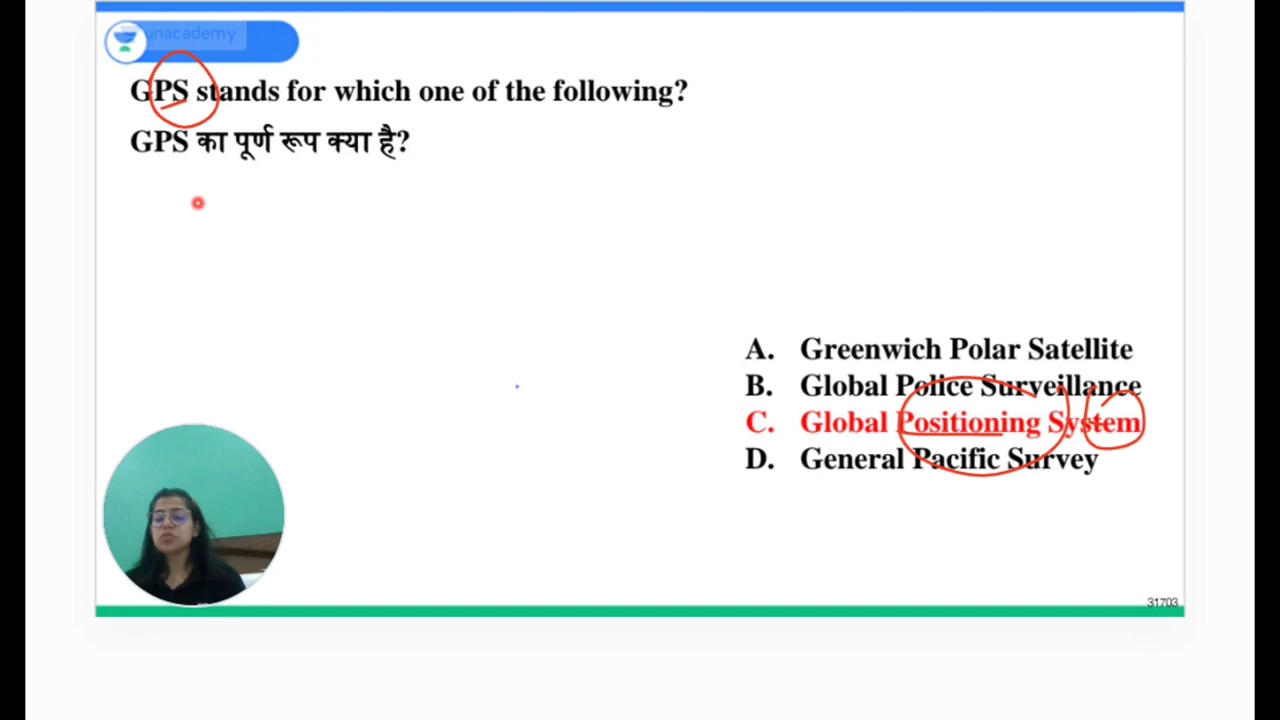 unacademy
GPS stands for which one of the following?
GPS का पूर्ण रूप क्या है?
A. Greenwich Polar Satellite
B. Global Police Surveillance
C. Global Positioning System
D. General Pacific Survey
31703